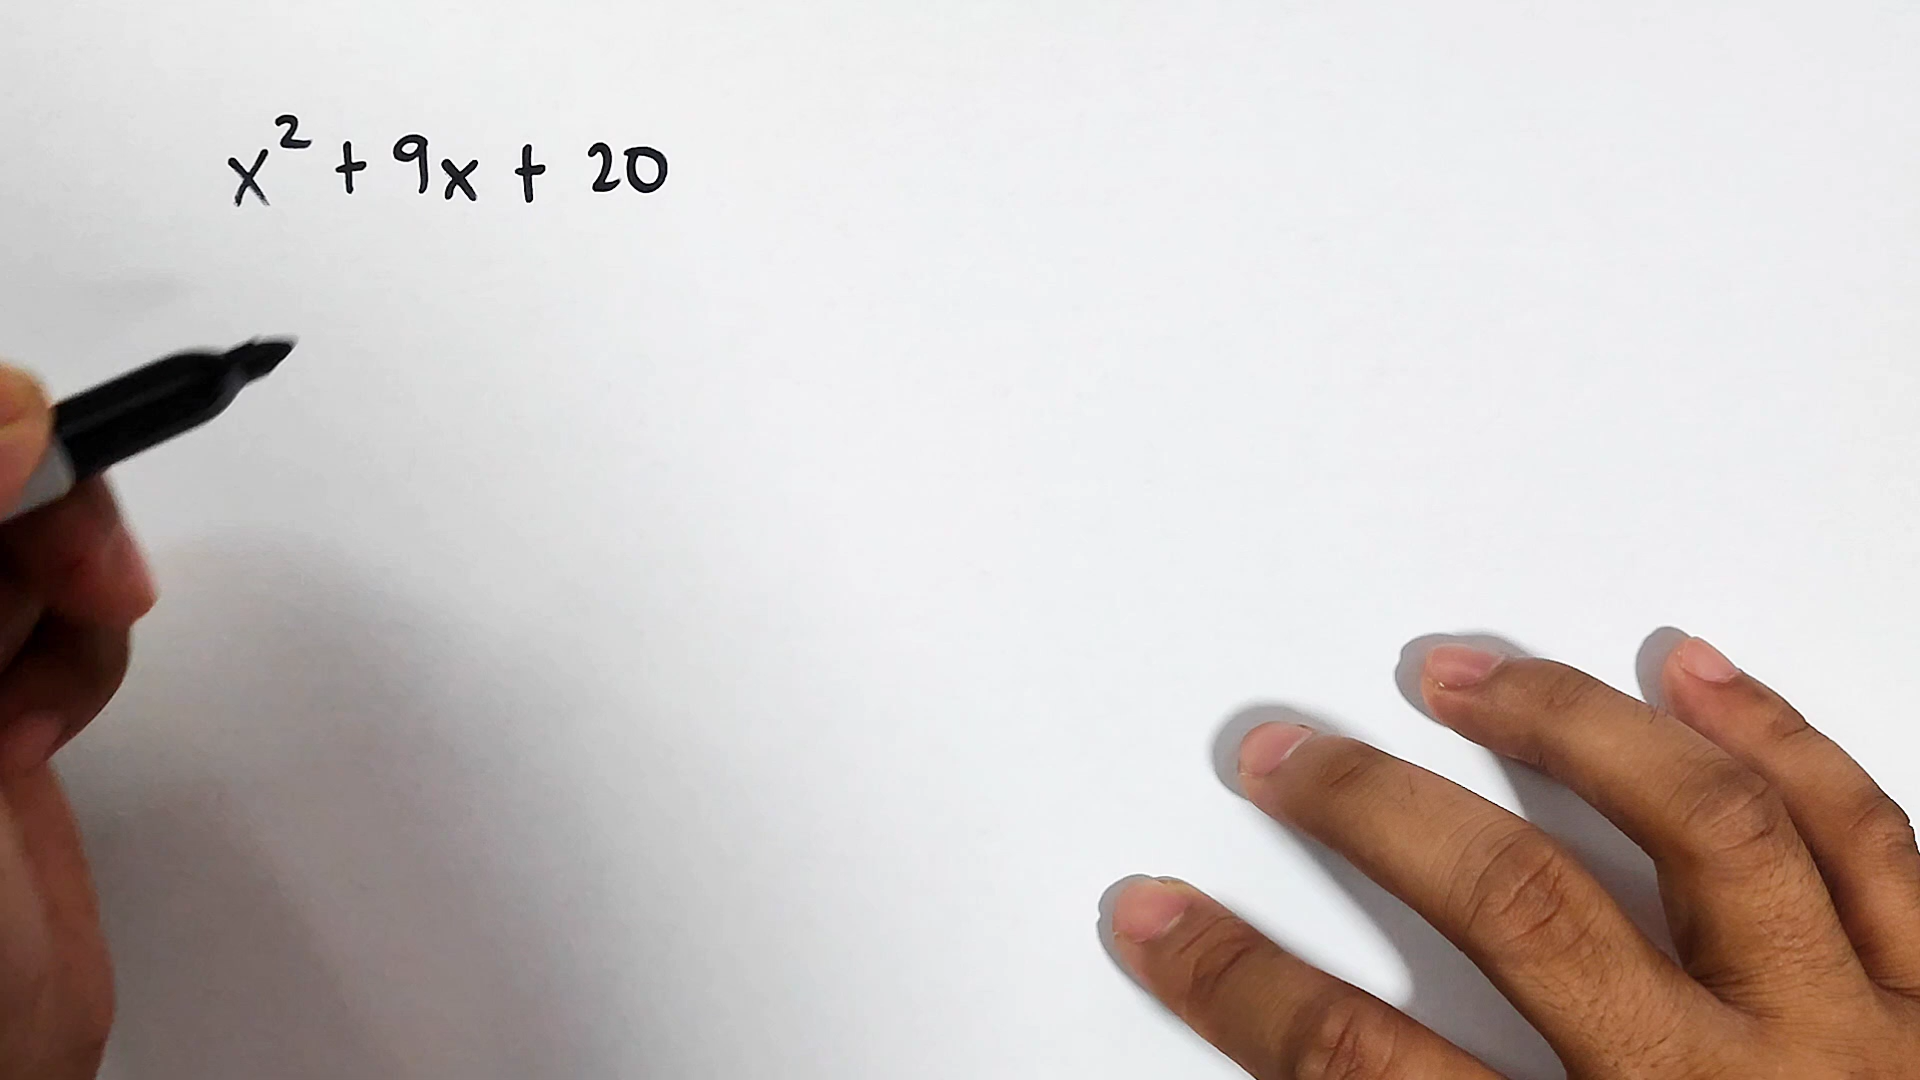 x² + 9x + 20